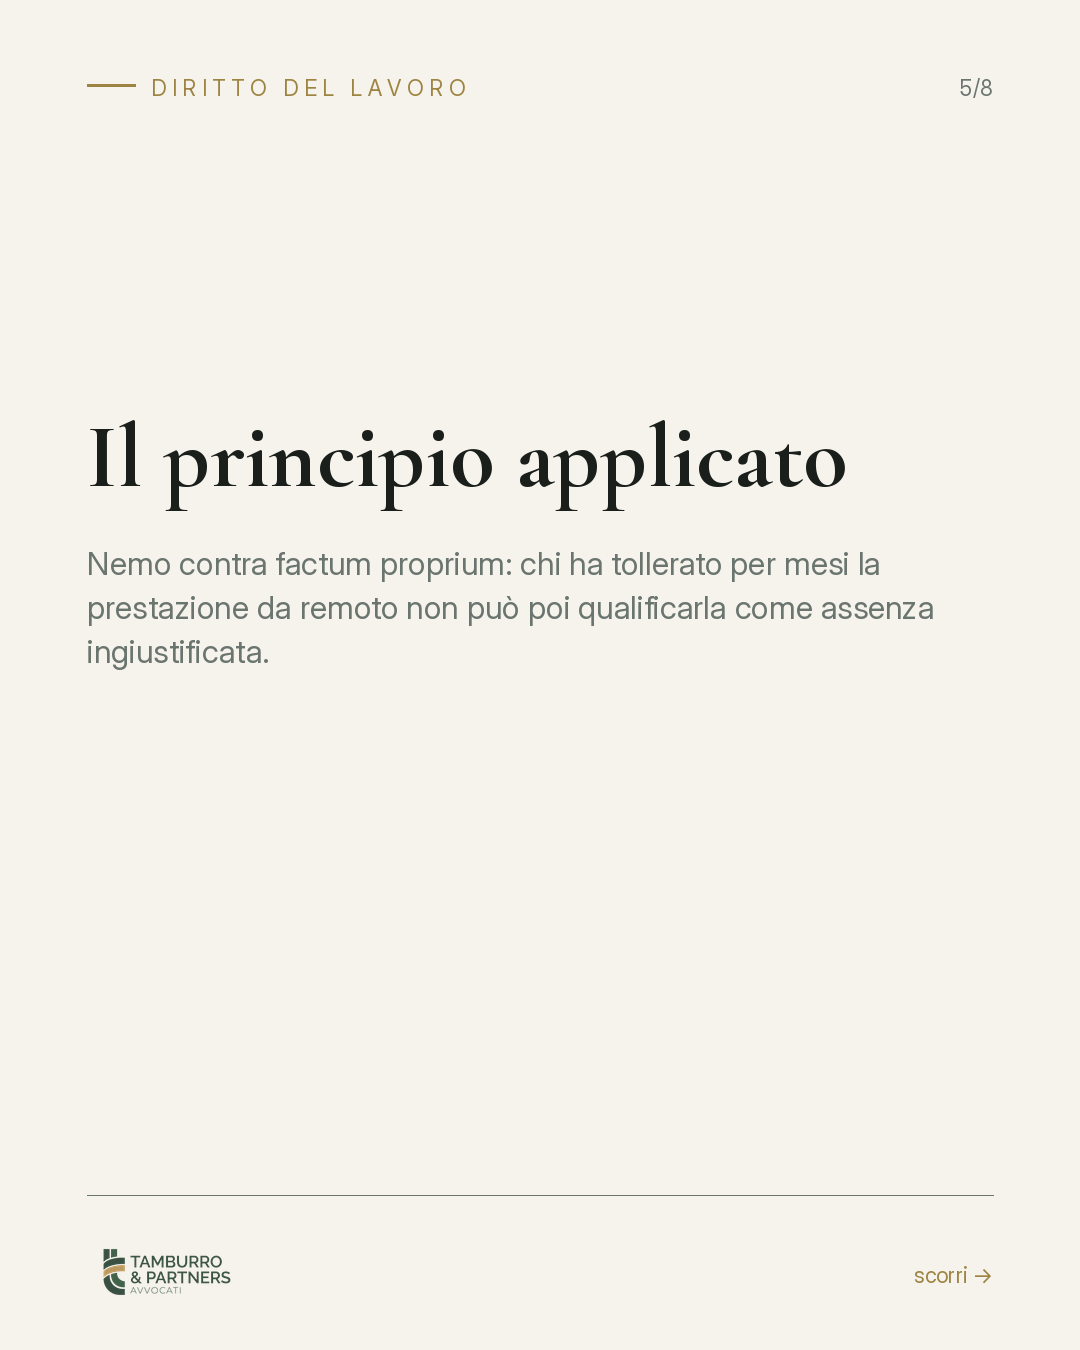 DIRITTO DEL LAVORO
5/8
Il principio applicato
Nemo contra factum proprium: chi ha tollerato per mesi la
prestazione da remoto non può poi qualificarla come assenza
ingiustificata.
TAMBURRO
& PARTNERS
AVVOCATI
scorri →